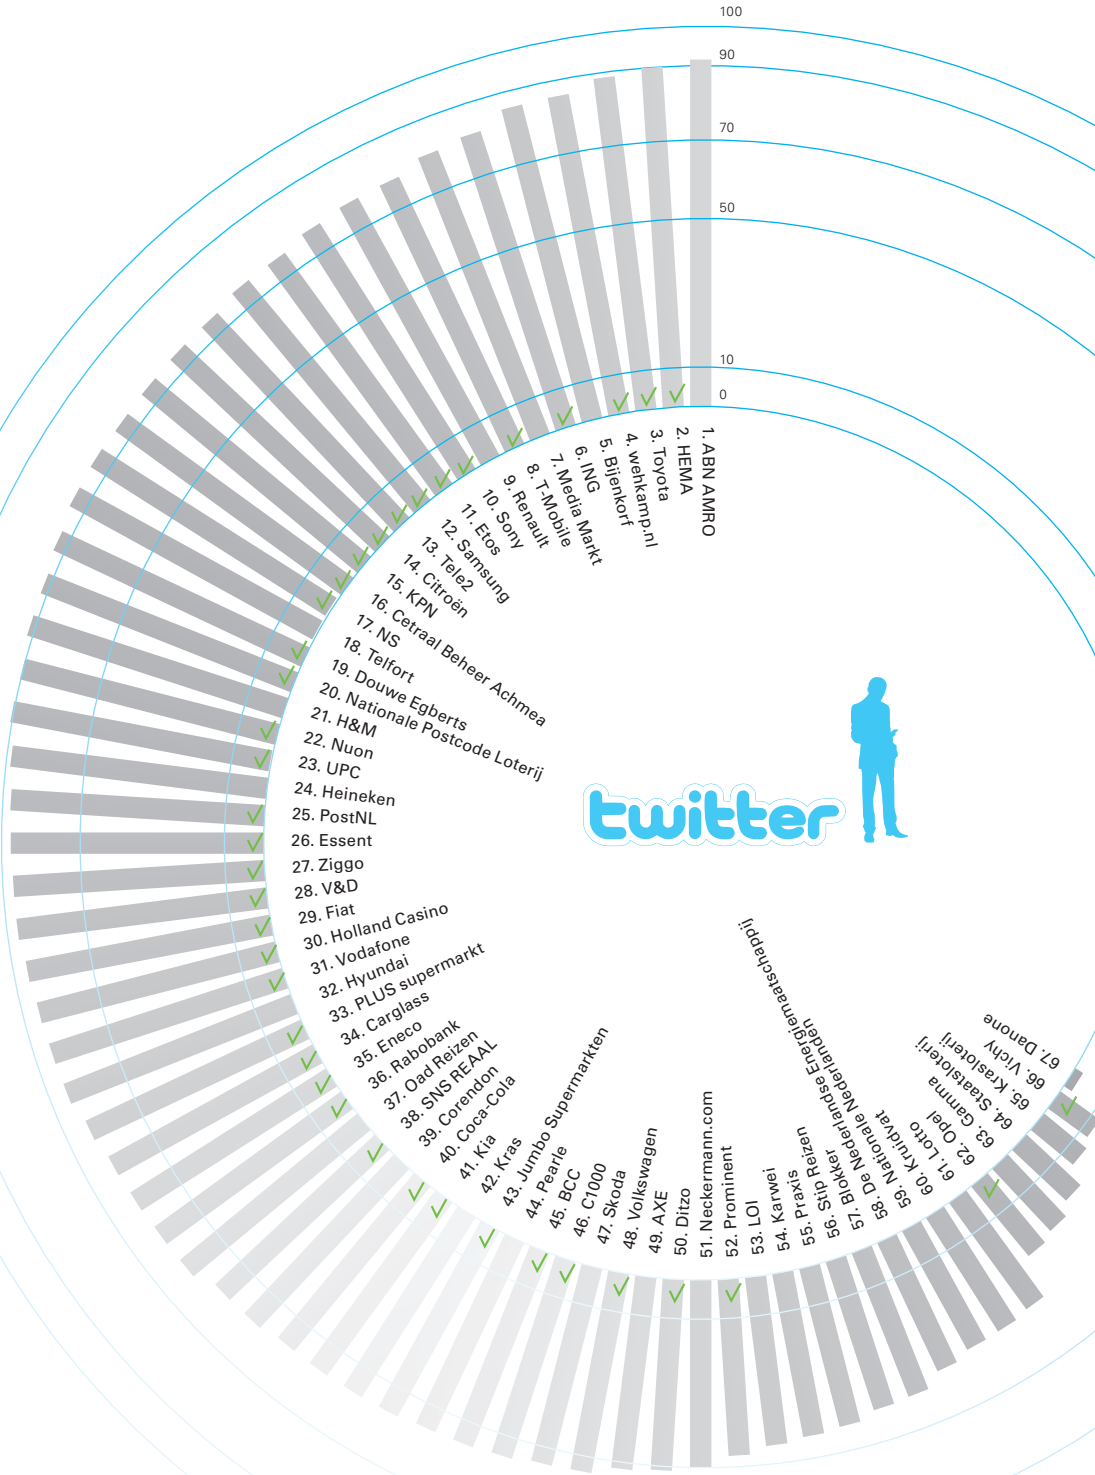 100
90
70
50
10
0
1. ABN AMRO
2. HEMA
3. Toyota
4. wehkamp.nl
5. Bijenkorf
6. ING
7. Media Markt
8. T-Mobile
9. Renault
10. Sony
11. Etos
12. Samsung
13. Tele2
14. Citroën
15. KPN
16. Cetraal Beheer Achmea
17. NS
18. Telfort
19. Douwe Egberts
20. Nationale Postcode Loterij
21. H&M
22. Nuon
23. UPC
24. Heineken
25. PostNL
26. Essent
27. Ziggo
28. V&D
29. Fiat
30. Holland Casino
31. Vodafone
32. Hyundai
33. PLUS supermarkt
34. Carglass
35. Eneco
36. Rabobank
37. Oad Reizen
38. SNS REAAL
39. Corendon
40. Coca-Cola
41. Kia
42. Kras
43. Jumbo Supermarkten
44. Pearle
45. BCC
46. C1000
47. Skoda
48. Volkswagen
49. AXE
50. Ditzo
51. Neckermann.com
52. Prominent
53. LOI
54. Karwei
55. Praxis
56. Stip Reizen
57. Blokker
58. De Nederlandse Energiemaatschappij
59. Nationale Nederlanden
60. Kruidvat
61. Lotto
62. Opel
63. Gamma
64. Staatsloterij
65. Krasloterij
66. Vichy
67. Danone
twitter